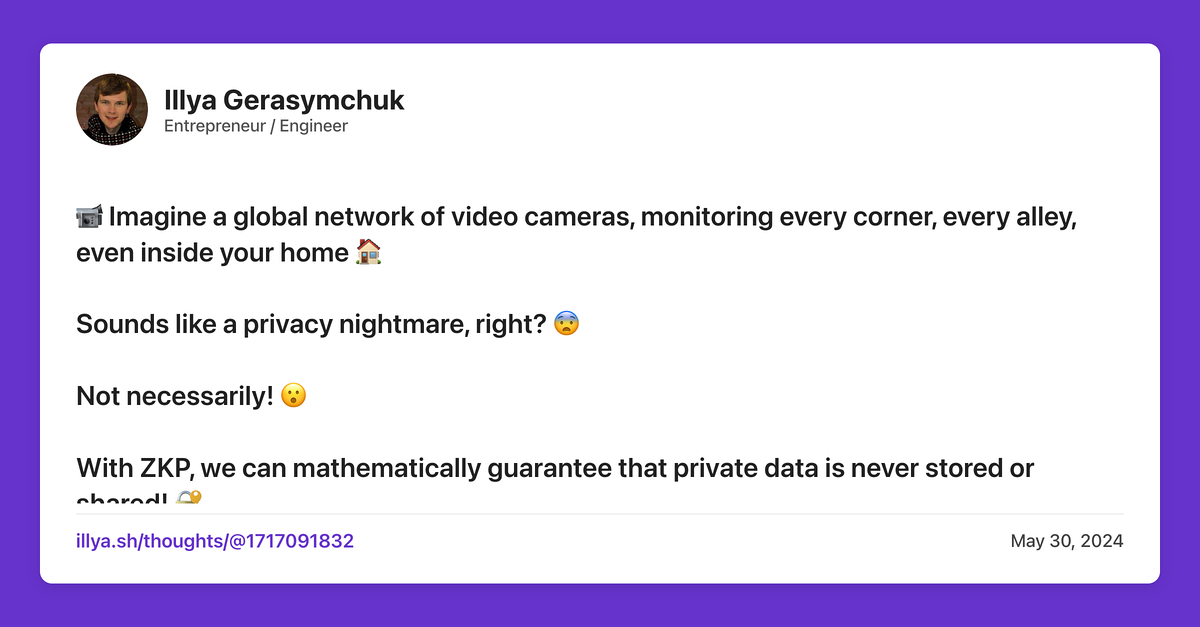 Illya Gerasymchuk
Entrepreneur / Engineer
📹 Imagine a global network of video cameras, monitoring every corner, every alley,
even inside your home 🏠
Sounds like a privacy nightmare, right? 😨
Not necessarily! 😮
With ZKP, we can mathematically guarantee that private data is never stored or
shared! 🔐
illya.sh/thoughts/@1717091832
May 30, 2024